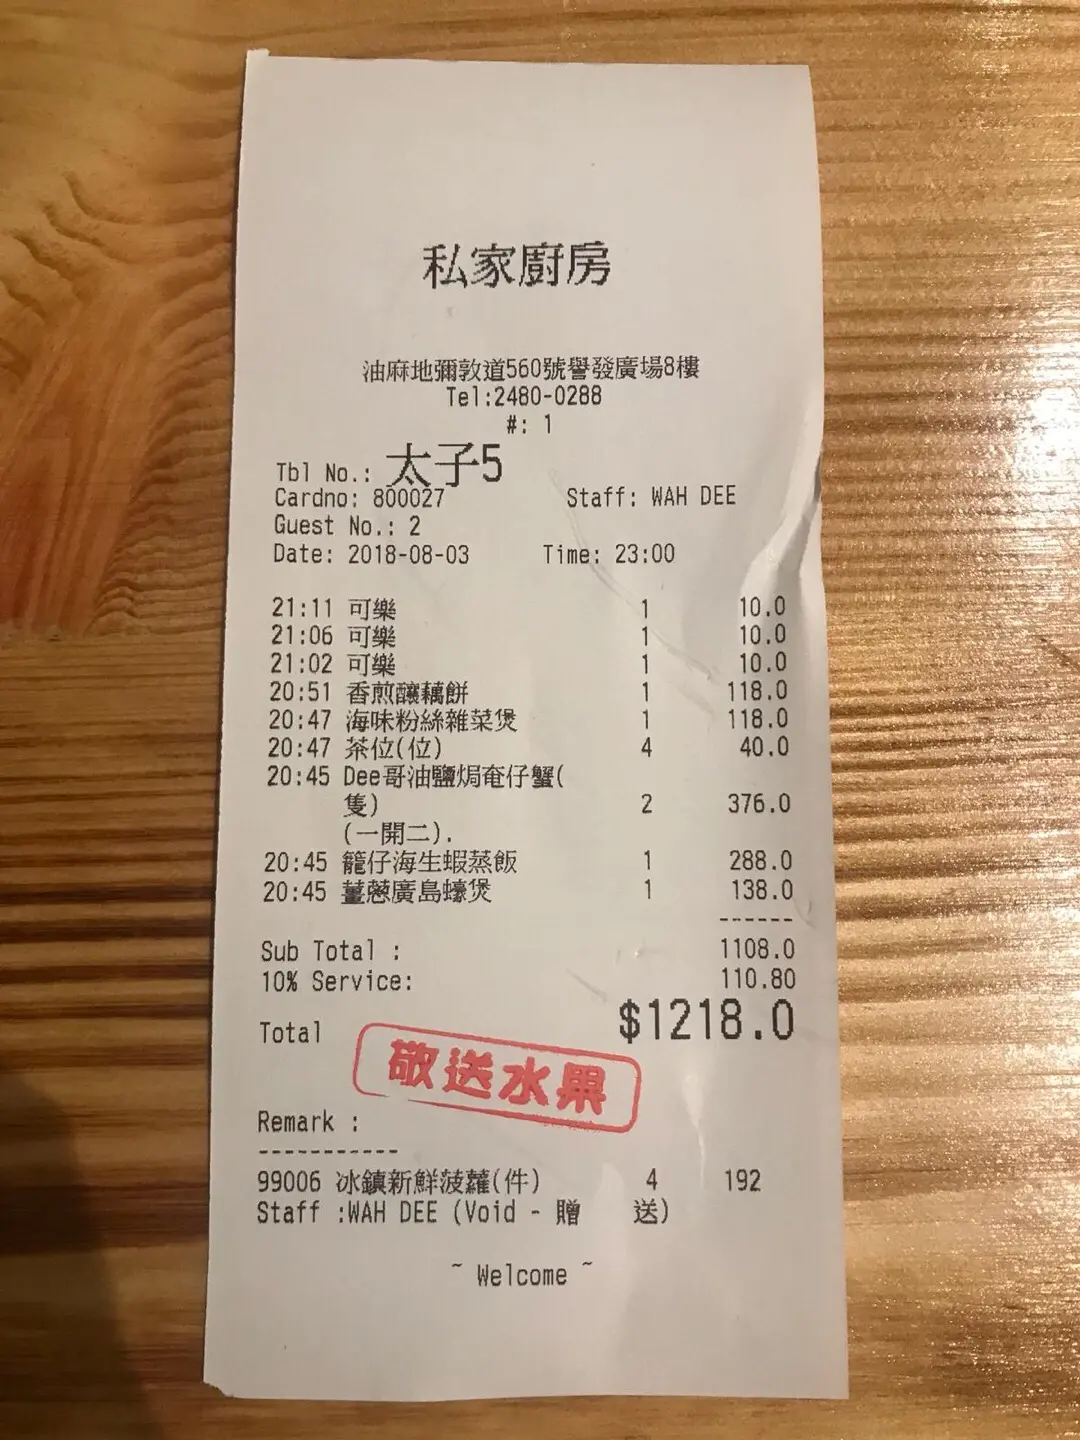 私家廚房
油麻地彌敦道560號譽發廣場8樓
Tel:2480-0288
#: 1
Tbl No.: 太子5
Cardno: 800027 Staff: WAH DEE
Guest No.: 2
Date: 2018-08-03 Time: 23:00
21:11 可樂 1 10.0
21:06 可樂 1 10.0
21:02 可樂 1 10.0
20:51 香煎釀藕餅 1 118.0
20:47 海味粉絲雜菜煲 1 118.0
20:47 茶位(位) 4 40.0
20:45 Dee哥油鹽焗奄仔蟹(
隻) 2 376.0
(一開二).
20:45 籠仔海生蝦蒸飯 1 288.0
20:45 薑蔥廣島蠔煲 1 138.0
------
Sub Total : 1108.0
10% Service: 110.80
Total $1218.0
敬送水果
Remark :
-----------
99006 冰鎮新鮮菠蘿(件) 4 192
Staff :WAH DEE (Void - 贈 送)
~ Welcome ~